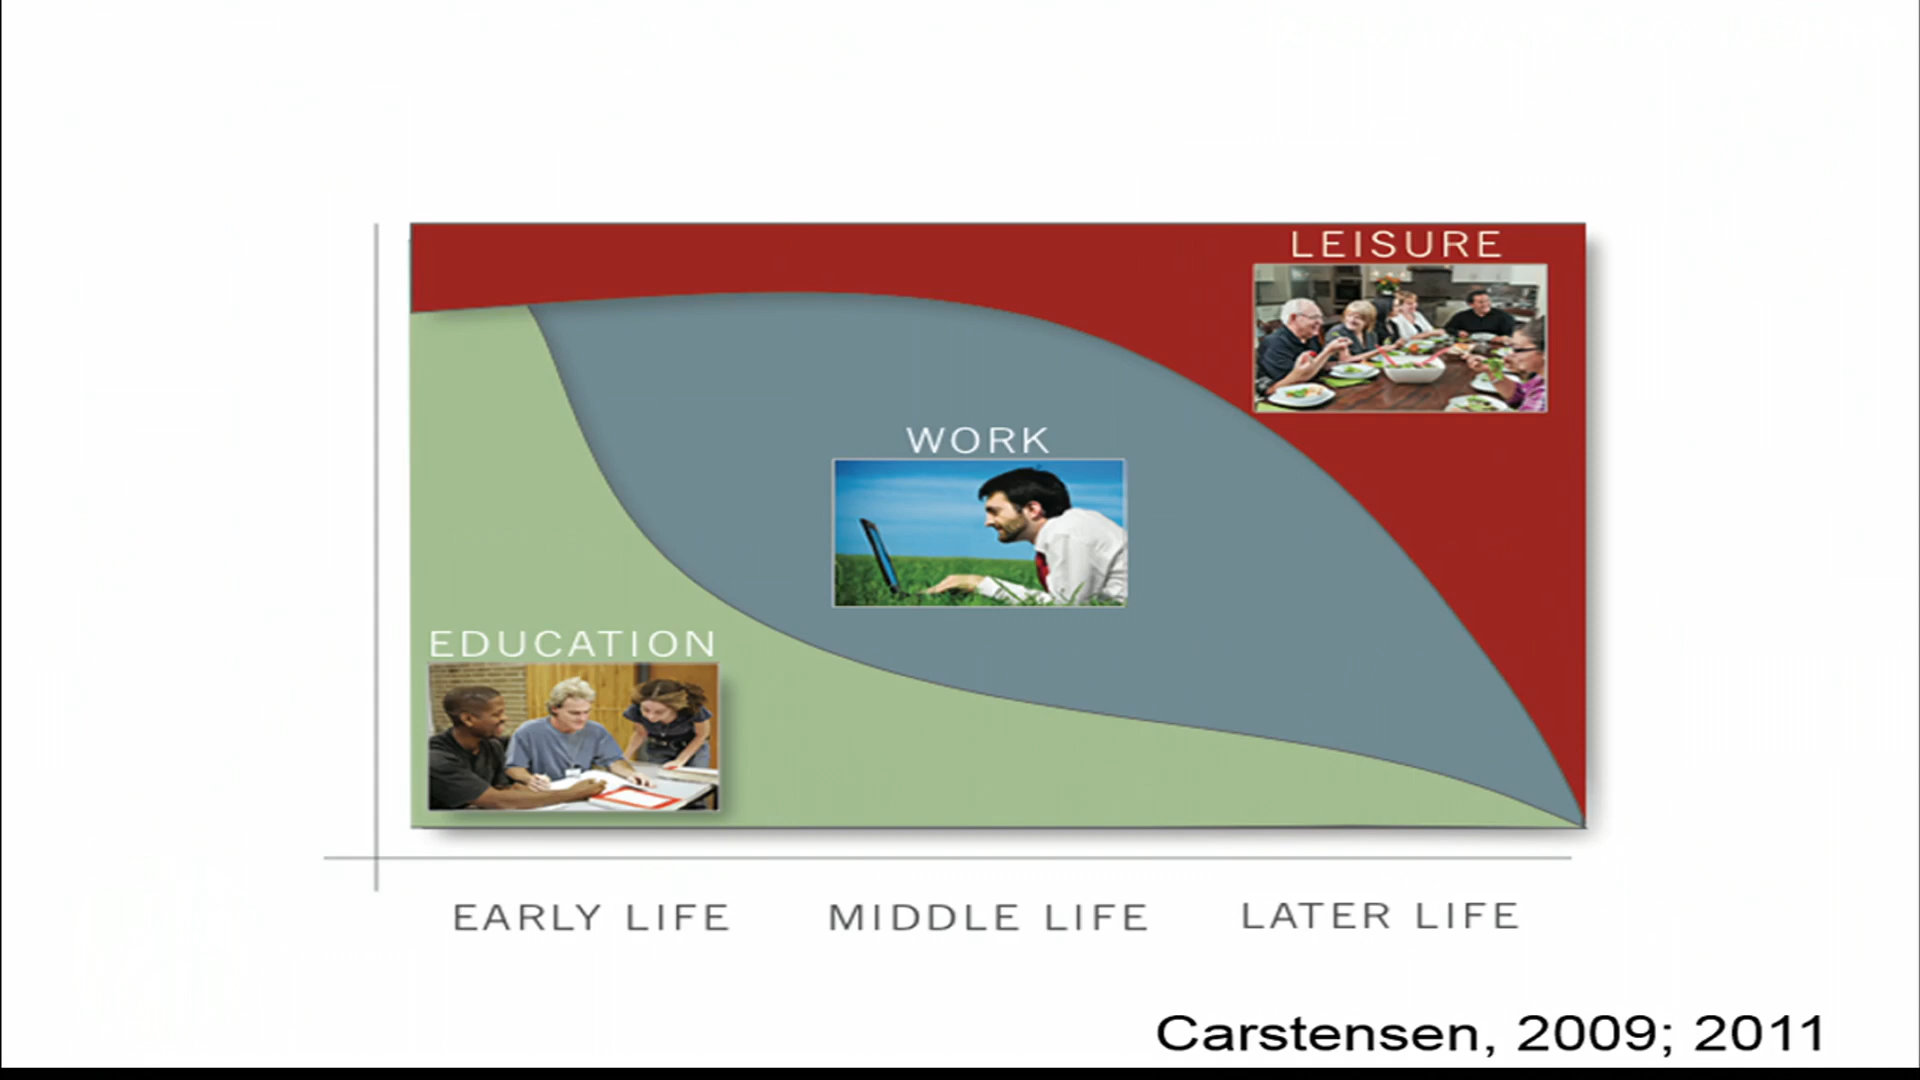 LEISURE
WORK
EDUCATION
EARLY LIFE MIDDLE LIFE LATER LIFE
Carstensen, 2009; 2011